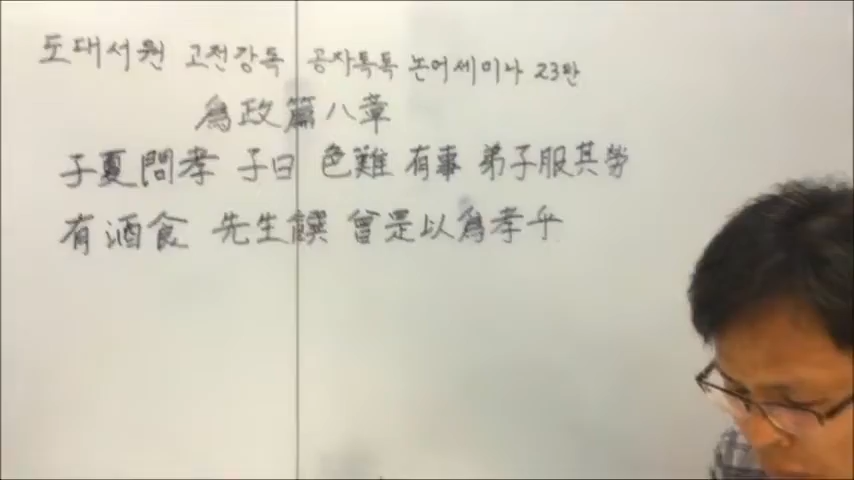 도대서원 고전강독 공자톡톡 논어세미나 23탄
爲政篇八章
子夏問孝 子曰 色難 有事 弟子服其勞
有酒食 先生饌 曾是以爲孝乎